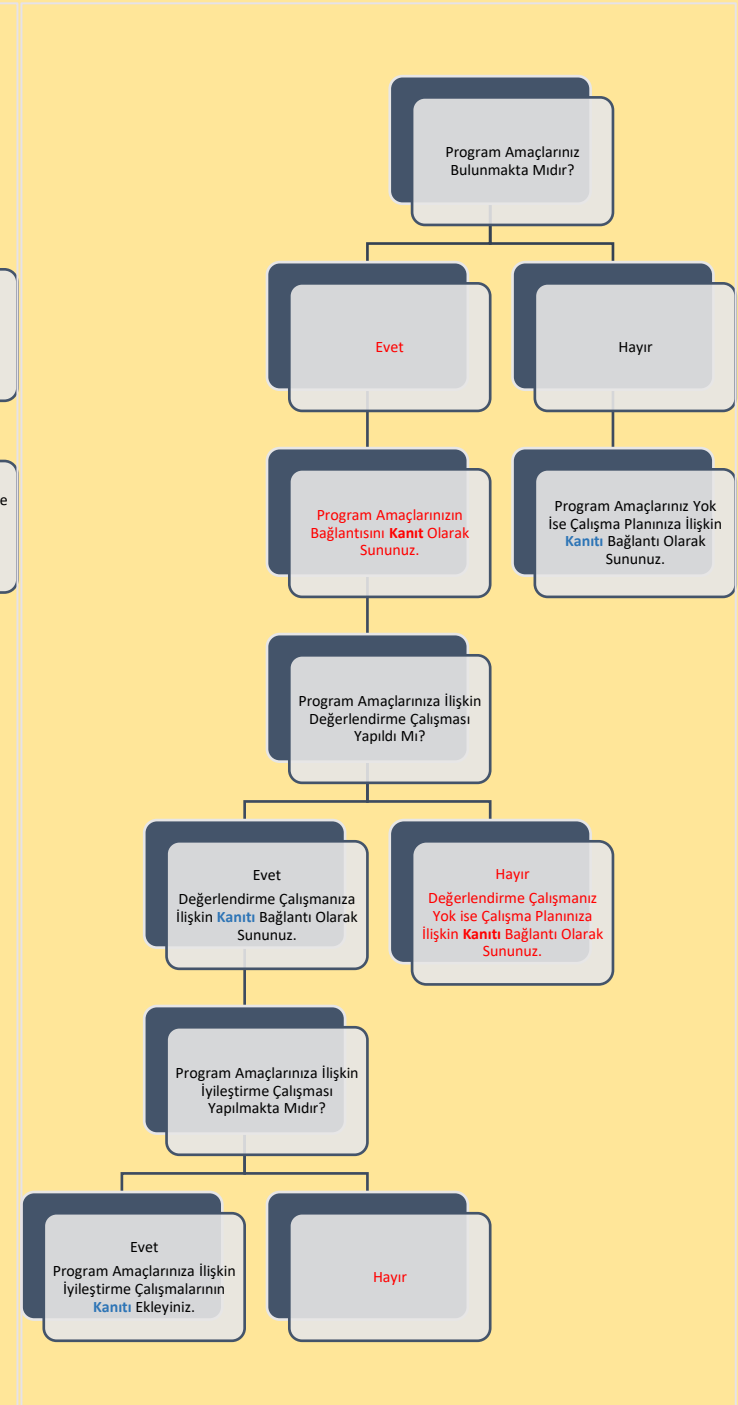 Program Amaçlarınız
Bulunmakta Mıdır?
Evet
Hayır
e
Program Amaçlarınızın
Bağlantısını Kanıt Olarak
Sununuz.
Program Amaçlarınız Yok
İse Çalışma Planınıza İlişkin
Kanıtı Bağlantı Olarak
Sununuz.
Program Amaçlarınıza İlişkin
Değerlendirme Çalışması
Yapıldı Mı?
Evet
Değerlendirme Çalışmanıza
İlişkin Kanıtı Bağlantı Olarak
Sununuz.
Hayır
Değerlendirme Çalışmanız
Yok ise Çalışma Planınıza
İlişkin Kanıtı Bağlantı Olarak
Sununuz.
Program Amaçlarınıza İlişkin
İyileştirme Çalışması
Yapılmakta Mıdır?
Evet
Program Amaçlarınıza İlişkin
İyileştirme Çalışmalarının
Kanıtı Ekleyiniz.
Hayır